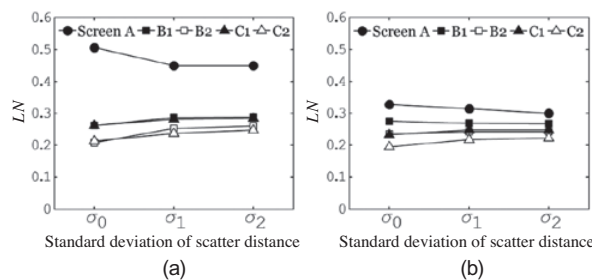 0.6
Screen A B1 B2 C1 C2
0.5
0.4
LN
0.3
0.2
0.1
0
σ0 σ1 σ2
Standard deviation of scatter distance
(a)
0.6
Screen A B1 B2 C1 C2
0.5
0.4
LN
0.3
0.2
0.1
0
σ0 σ1 σ2
Standard deviation of scatter distance
(b)